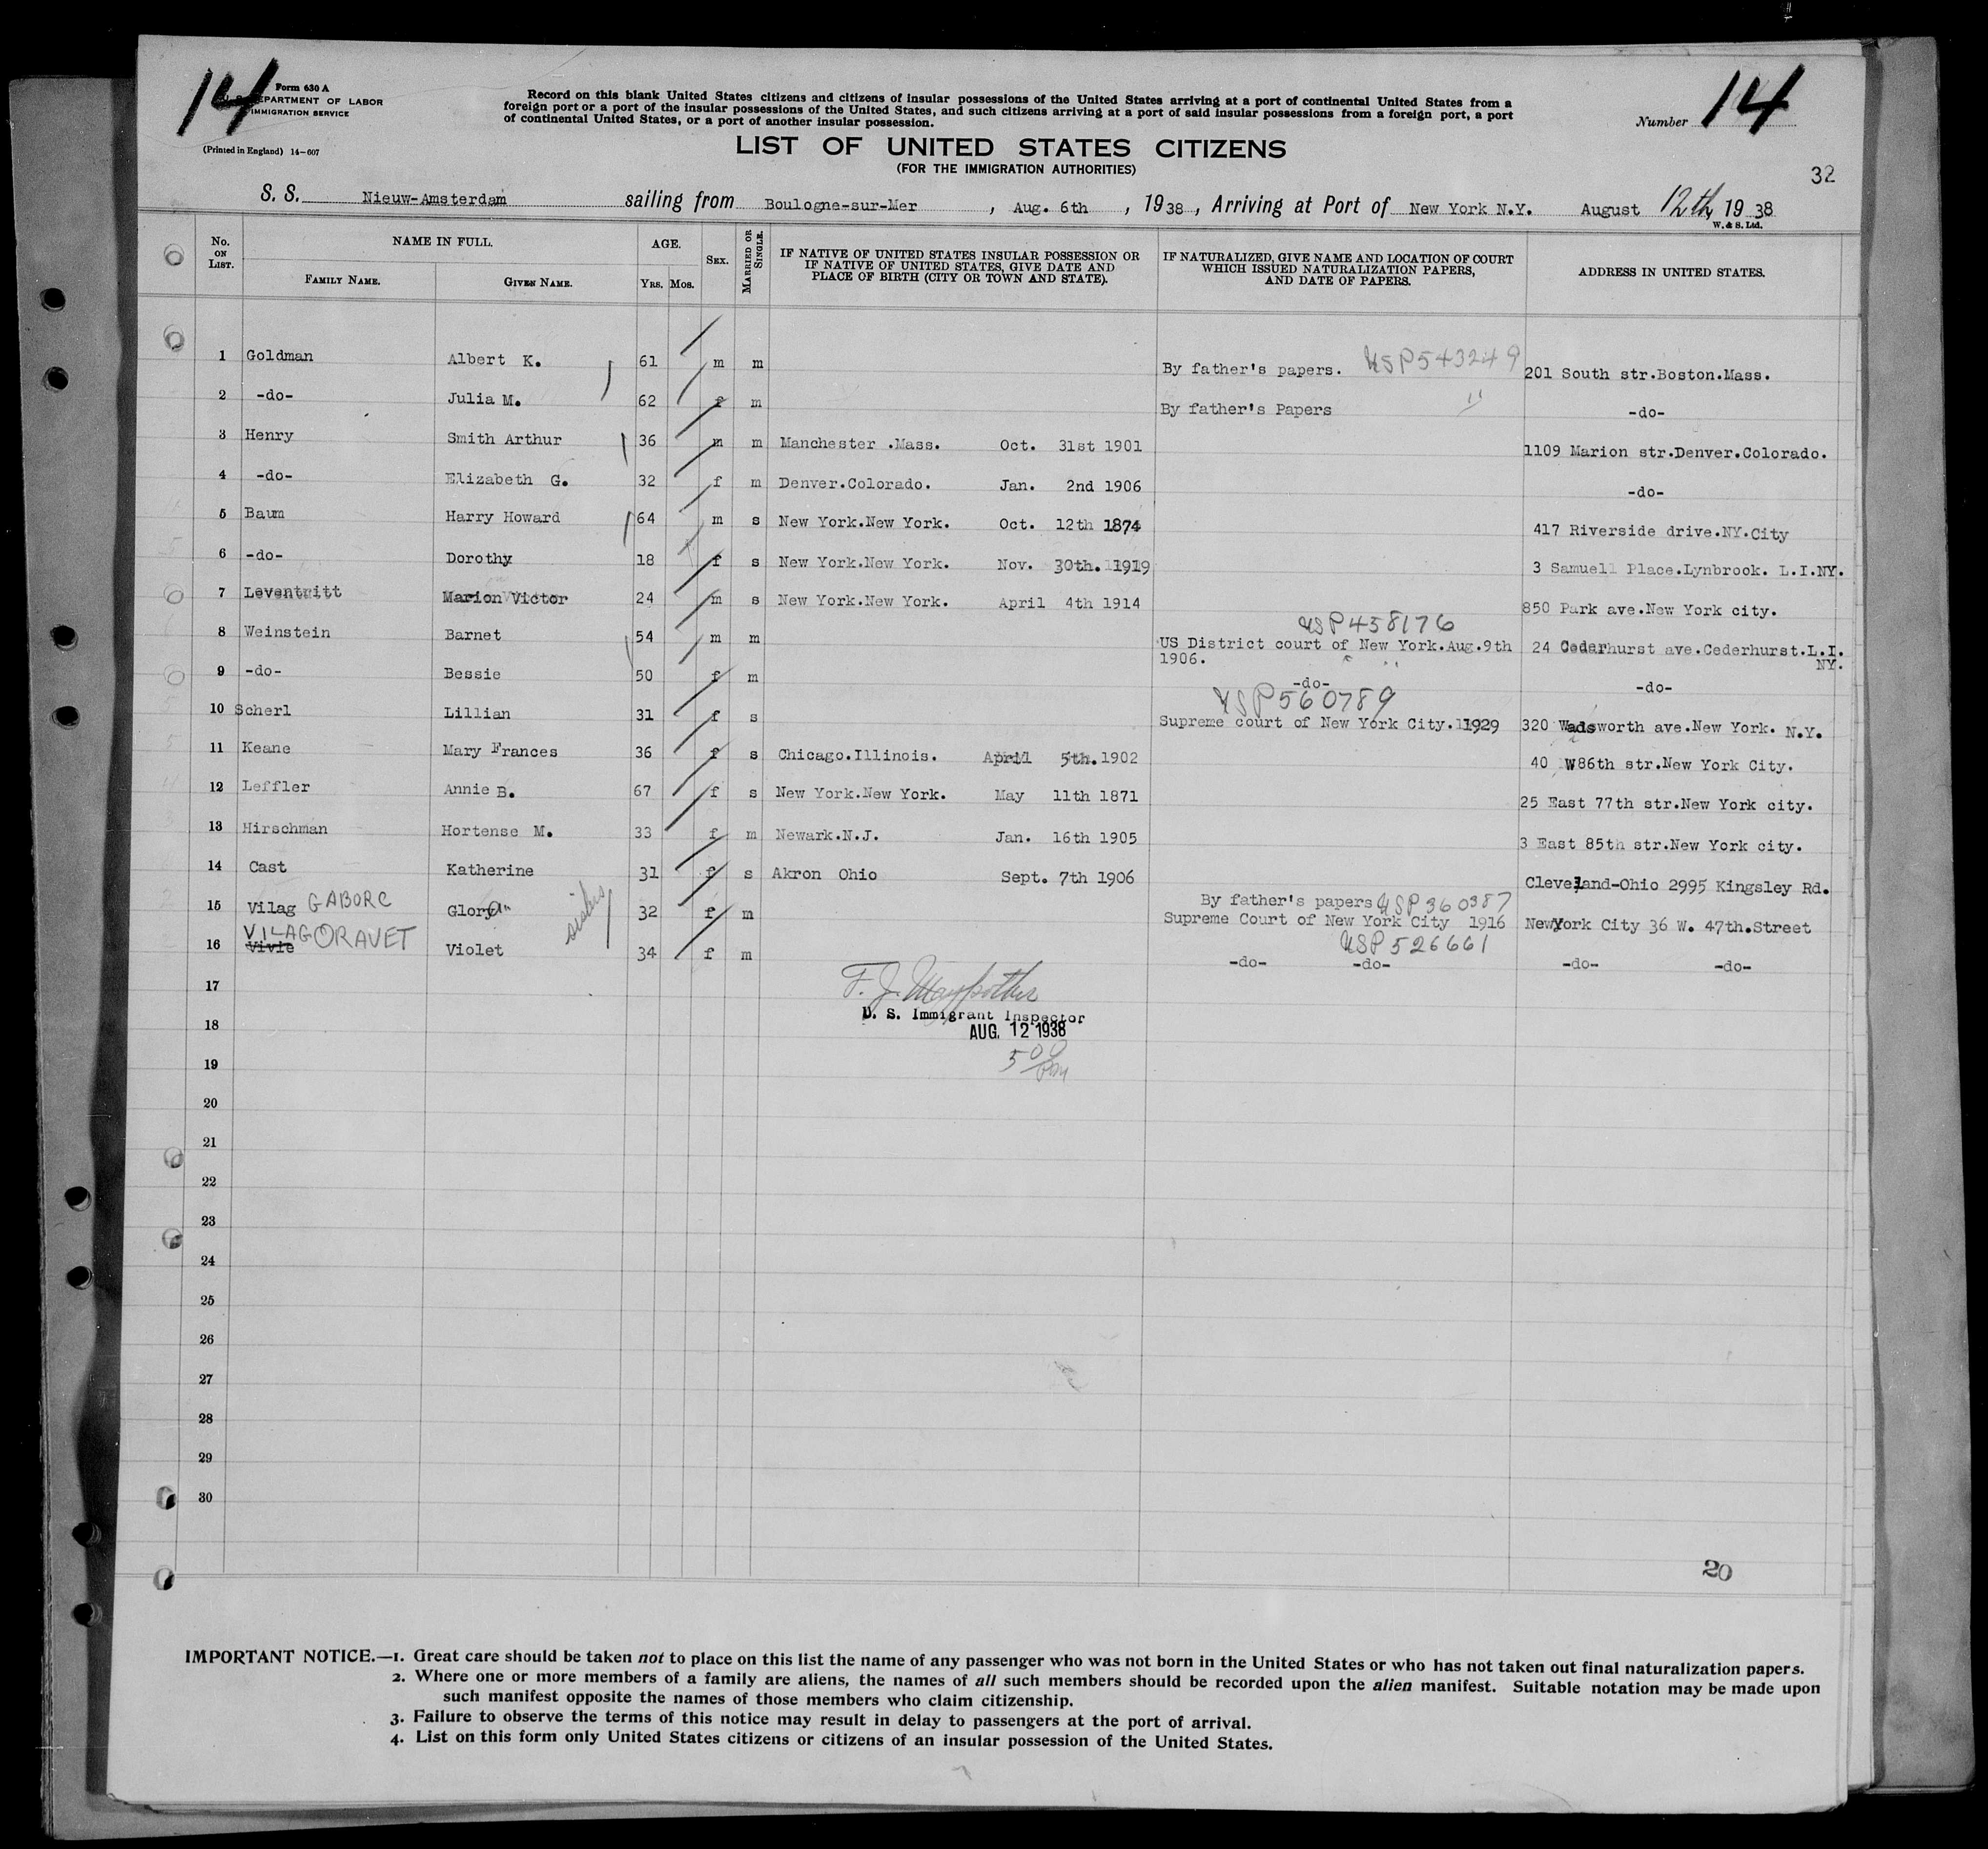 14
Form 630 A
U. S. DEPARTMENT OF LABOR
IMMIGRATION SERVICE
(Printed in England) 14-607
Record on this blank United States citizens and citizens of insular possessions of the United States arriving at a port of continental United States from a
foreign port or a port of the insular possessions of the United States, and such citizens arriving at a port of said insular possessions from a foreign port, a port
of continental United States, or a port of another insular possession.
Number 14
LIST OF UNITED STATES CITIZENS
(FOR THE IMMIGRATION AUTHORITIES)
32
S. S. Nieuw-Amsterdam sailing from Boulogne-sur-Mer, Aug. 6th, 1938, Arriving at Port of New York N.Y. August 12th 1938
W. & S. Ltd.
No. ON LIST. NAME IN FULL. FAMILY NAME. GIVEN NAME. AGE. YRS. MOS. SEX. MARRIED OR SINGLE. IF NATIVE OF UNITED STATES INSULAR POSSESSION OR IF NATIVE OF UNITED STATES, GIVE DATE AND PLACE OF BIRTH (CITY OR TOWN AND STATE). IF NATURALIZED, GIVE NAME AND LOCATION OF COURT WHICH ISSUED NATURALIZATION PAPERS, AND DATE OF PAPERS. ADDRESS IN UNITED STATES.
1 Goldman Albert K. 61 m m By father's papers. USP543249 201 South str.Boston.Mass.
2 -do- Julia M. 62 f m By father's Papers " -do-
3 Henry Smith Arthur 36 m m Manchester .Mass. Oct. 31st 1901 1109 Marion str.Denver.Colorado.
4 -do- Elizabeth G. 32 f m Denver.Colorado. Jan. 2nd 1906 -do-
5 Baum Harry Howard 64 m s New York.New York. Oct. 12th 1874 417 Riverside drive.NY.City
6 -do- Dorothy 18 f s New York.New York. Nov. 30th. 1919 3 Samuell Place.Lynbrook. L.I.NY.
7 Leventritt Marion Victor 24 m s New York.New York. April 4th 1914 850 Park ave.New York city.
USP458176
8 Weinstein Barnet 54 m m US District court of New York.Aug.9th 1906. 24 Cedarhurst ave.Cederhurst.L.I. NY.
9 -do- Bessie 50 f m -do- -do-
USP560789
10 Scherl Lillian 31 f s Supreme court of New York City. 1929 320 Wadsworth ave.New York. N.Y.
11 Keane Mary Frances 36 f s Chicago.Illinois. April 5th. 1902 40 W86th str.New York City.
12 Leffler Annie B. 67 f s New York.New York. May 11th 1871 25 East 77th str.New York city.
13 Hirschman Hortense M. 33 f m Newark.N.J. Jan. 16th 1905 3 East 85th str.New York city.
14 Cast Katherine 31 f s Akron Ohio Sept. 7th 1906 Cleveland-Ohio 2995 Kingsley Rd.
By father's papers USP360387
15 Vilag GABORC Glory sisters 32 f m Supreme Court of New York City 1916 NewYork City 36 W. 47th.Street
VILAGORAVET USP526661
16 Vivie Violet 34 f m -do- -do- -do- -do-
17
U. S. Immigrant Inspector
18 AUG. 12 1938
19 5 00
20
21
22
23
24
25
26
27
28
29
30
20
IMPORTANT NOTICE.—1. Great care should be taken not to place on this list the name of any passenger who was not born in the United States or who has not taken out final naturalization papers.
2. Where one or more members of a family are aliens, the names of all such members should be recorded upon the alien manifest. Suitable notation may be made upon
such manifest opposite the names of those members who claim citizenship.
3. Failure to observe the terms of this notice may result in delay to passengers at the port of arrival.
4. List on this form only United States citizens or citizens of an insular possession of the United States.